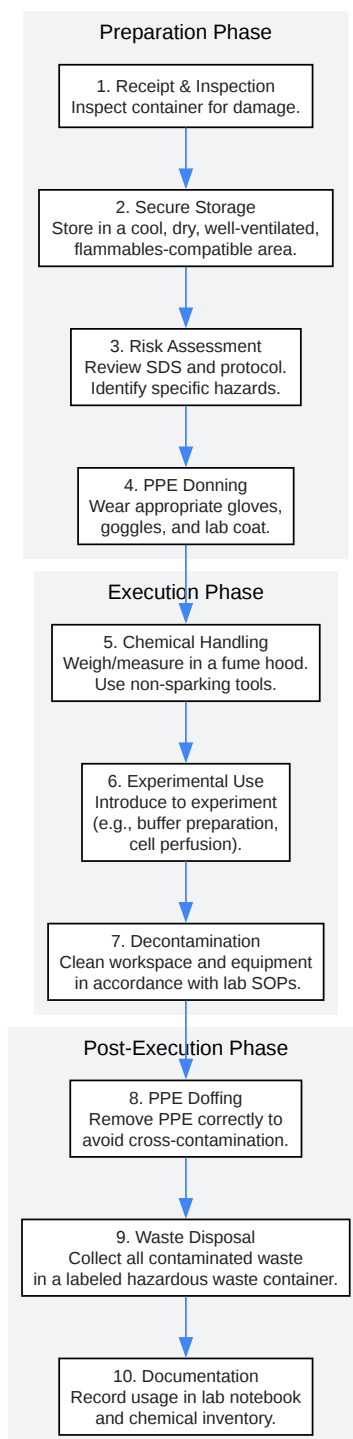 Preparation Phase
1. Receipt & Inspection
Inspect container for damage.
2. Secure Storage
Store in a cool, dry, well-ventilated,
flammables-compatible area.
3. Risk Assessment
Review SDS and protocol.
Identify specific hazards.
4. PPE Donning
Wear appropriate gloves,
goggles, and lab coat.
Execution Phase
5. Chemical Handling
Weigh/measure in a fume hood.
Use non-sparking tools.
6. Experimental Use
Introduce to experiment
(e.g., buffer preparation,
cell perfusion).
7. Decontamination
Clean workspace and equipment
in accordance with lab SOPs.
Post-Execution Phase
8. PPE Doffing
Remove PPE correctly to
avoid cross-contamination.
9. Waste Disposal
Collect all contaminated waste
in a labeled hazardous waste container.
10. Documentation
Record usage in lab notebook
and chemical inventory.